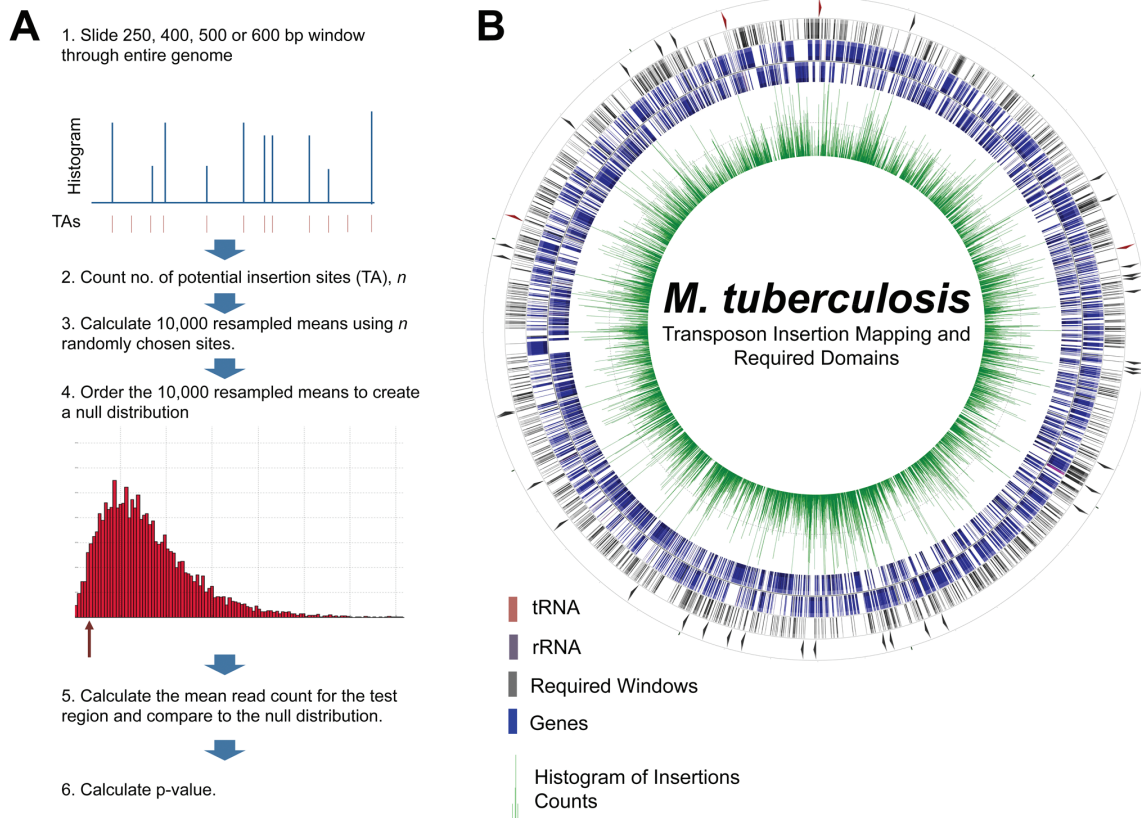 A
1. Slide 250, 400, 500 or 600 bp window
through entire genome
Histogram
TAs
2. Count no. of potential insertion sites (TA), n
3. Calculate 10,000 resampled means using n
randomly chosen sites.
4. Order the 10,000 resampled means to create
a null distribution
5. Calculate the mean read count for the test
region and compare to the null distribution.
6. Calculate p-value.
B
M. tuberculosis
Transposon Insertion Mapping and
Required Domains
tRNA
rRNA
Required Windows
Genes
Histogram of Insertions
Counts